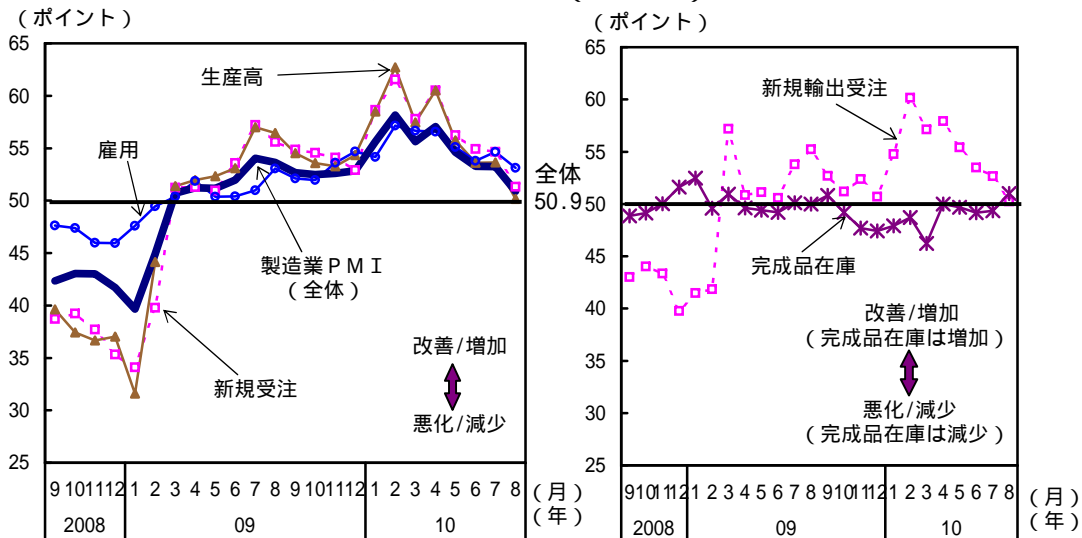 （ポイント）
65
60
55
50
45
40
35
30
25
生産高
雇用
製造業ＰＭＩ
（全体）
新規受注
改善/増加
悪化/減少
全体
50.9
9 10 11 12 1 2 3 4 5 6 7 8 9 10 11 12 1 2 3 4 5 6 7 8
（月）
2008 09 10
（年）
（ポイント）
65
60
55
50
45
40
35
30
25
新規輸出受注
完成品在庫
改善/増加
（完成品在庫は増加）
悪化/減少
（完成品在庫は減少）
9 10 11 12 1 2 3 4 5 6 7 8 9 10 11 12 1 2 3 4 5 6 7 8
（月）
2008 09 10
（年）